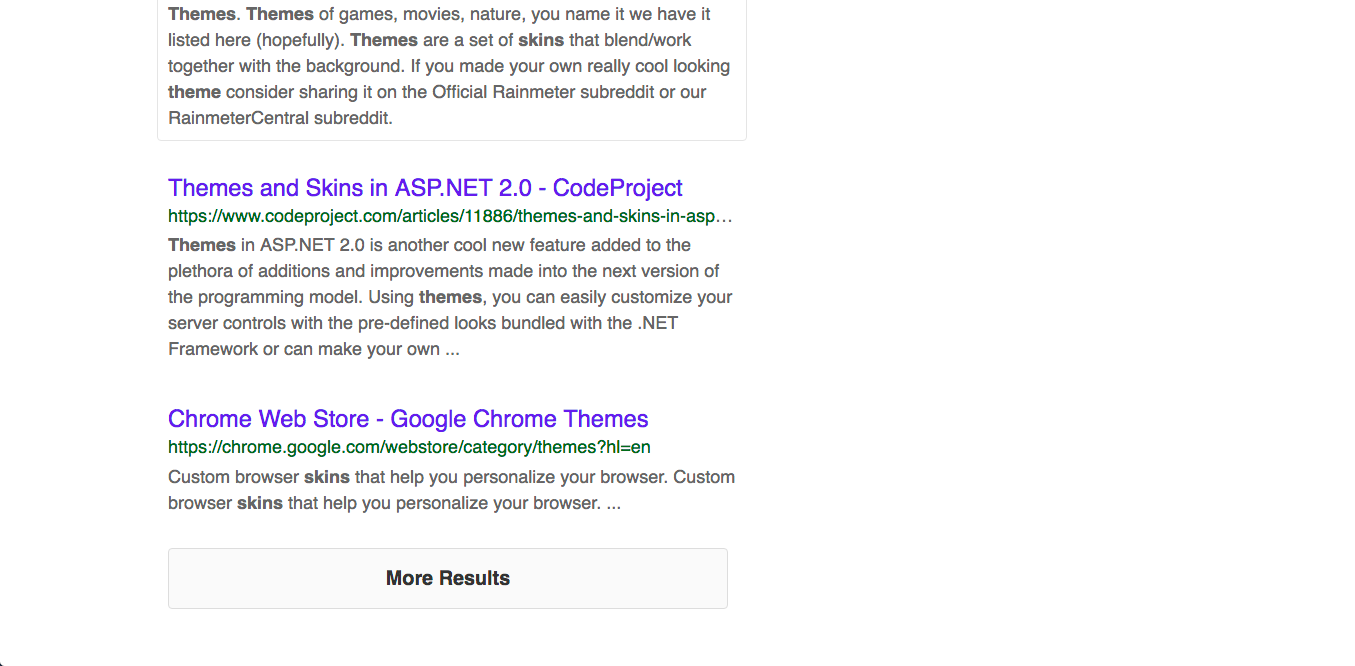 Themes. Themes of games, movies, nature, you name it we have it
listed here (hopefully). Themes are a set of skins that blend/work
together with the background. If you made your own really cool looking
theme consider sharing it on the Official Rainmeter subreddit or our
RainmeterCentral subreddit.
Themes and Skins in ASP.NET 2.0 - CodeProject
https://www.codeproject.com/articles/11886/themes-and-skins-in-asp…
Themes in ASP.NET 2.0 is another cool new feature added to the
plethora of additions and improvements made into the next version of
the programming model. Using themes, you can easily customize your
server controls with the pre-defined looks bundled with the .NET
Framework or can make your own ...
Chrome Web Store - Google Chrome Themes
https://chrome.google.com/webstore/category/themes?hl=en
Custom browser skins that help you personalize your browser. Custom
browser skins that help you personalize your browser. ...
More Results